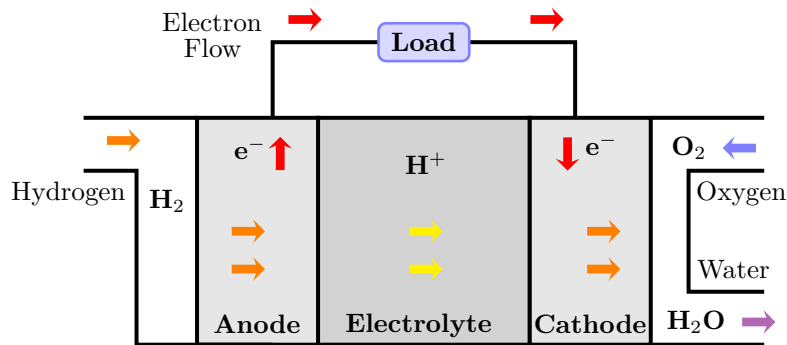 Electron
Flow
Load
e⁻
H⁺
e⁻
O₂
Hydrogen
H₂
Oxygen
Water
Anode
Electrolyte
Cathode
H₂O